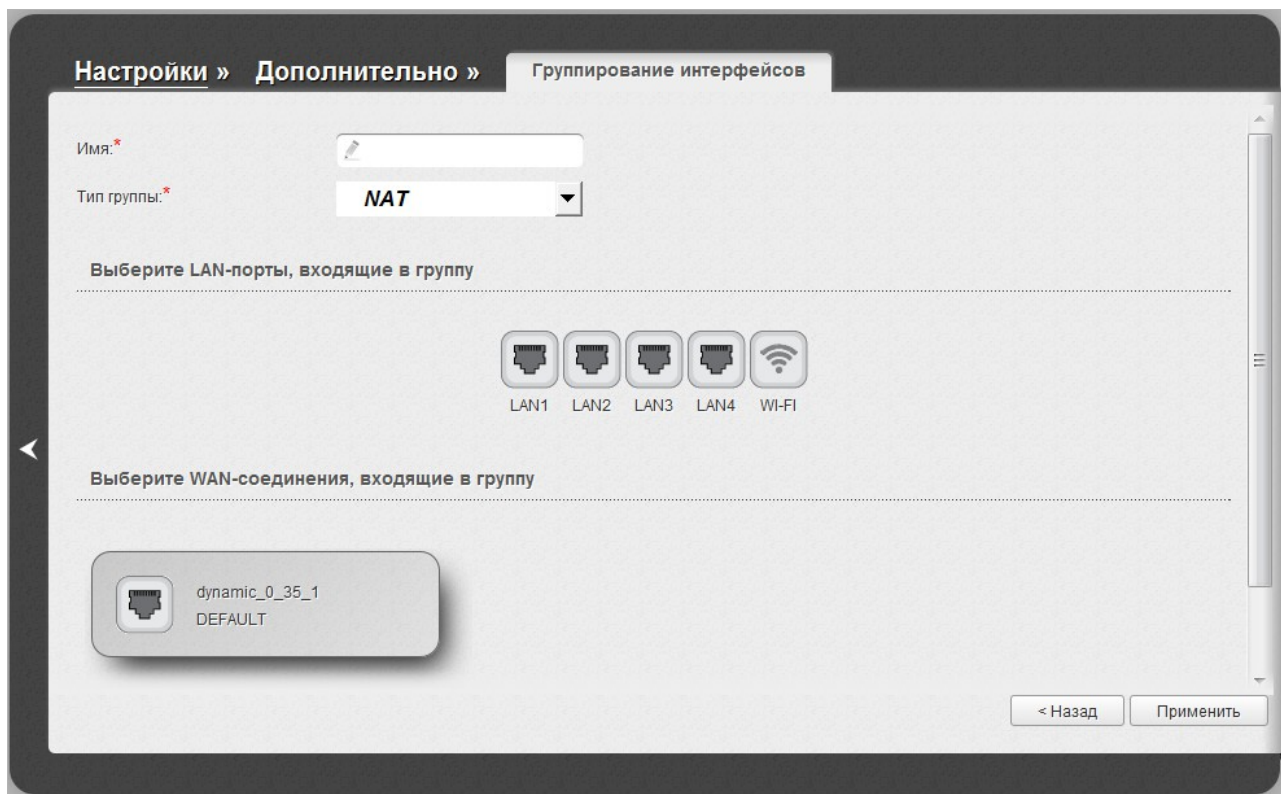 Настройки » Дополнительно » Группирование интерфейсов
Имя:*
Тип группы:* NAT
Выберите LAN-порты, входящие в группу
LAN1 LAN2 LAN3 LAN4 WI-FI
Выберите WAN-соединения, входящие в группу
dynamic_0_35_1
DEFAULT
< Назад Применить